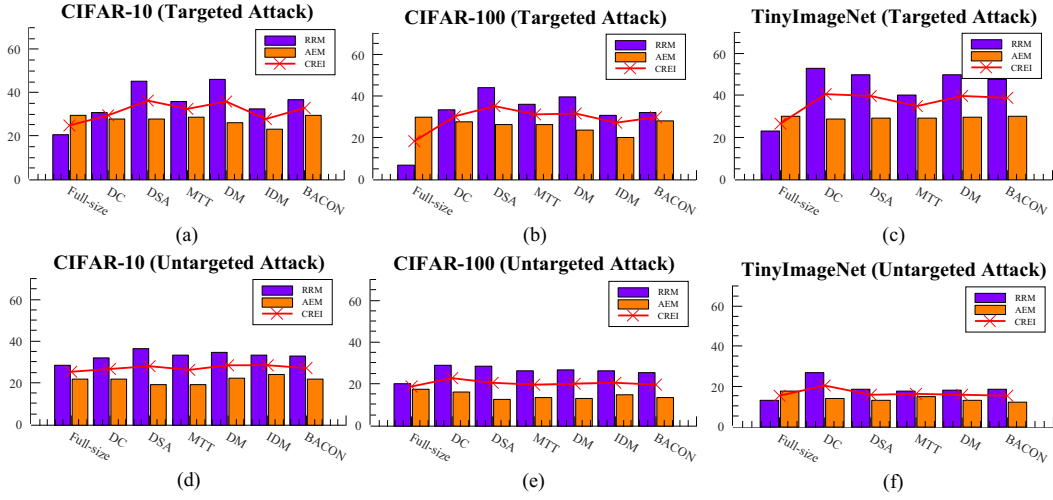 CIFAR-10 (Targeted Attack)
60
40
20
0
RRM
AEM
CREI
Full-size
DC
DSA
MTT
DM
IDM
BACON
(a)
CIFAR-100 (Targeted Attack)
60
40
20
0
RRM
AEM
CREI
Full-size
DC
DSA
MTT
DM
IDM
BACON
(b)
TinyImageNet (Targeted Attack)
60
40
20
0
RRM
AEM
CREI
Full-size
DC
DSA
MTT
DM
BACON
(c)
CIFAR-10 (Untargeted Attack)
60
40
20
0
RRM
AEM
CREI
Full-size
DC
DSA
MTT
DM
IDM
BACON
(d)
CIFAR-100 (Untargeted Attack)
60
40
20
0
RRM
AEM
CREI
Full-size
DC
DSA
MTT
DM
IDM
BACON
(e)
TinyImageNet (Untargeted Attack)
60
40
20
0
RRM
AEM
CREI
Full-size
DC
DSA
MTT
DM
BACON
(f)